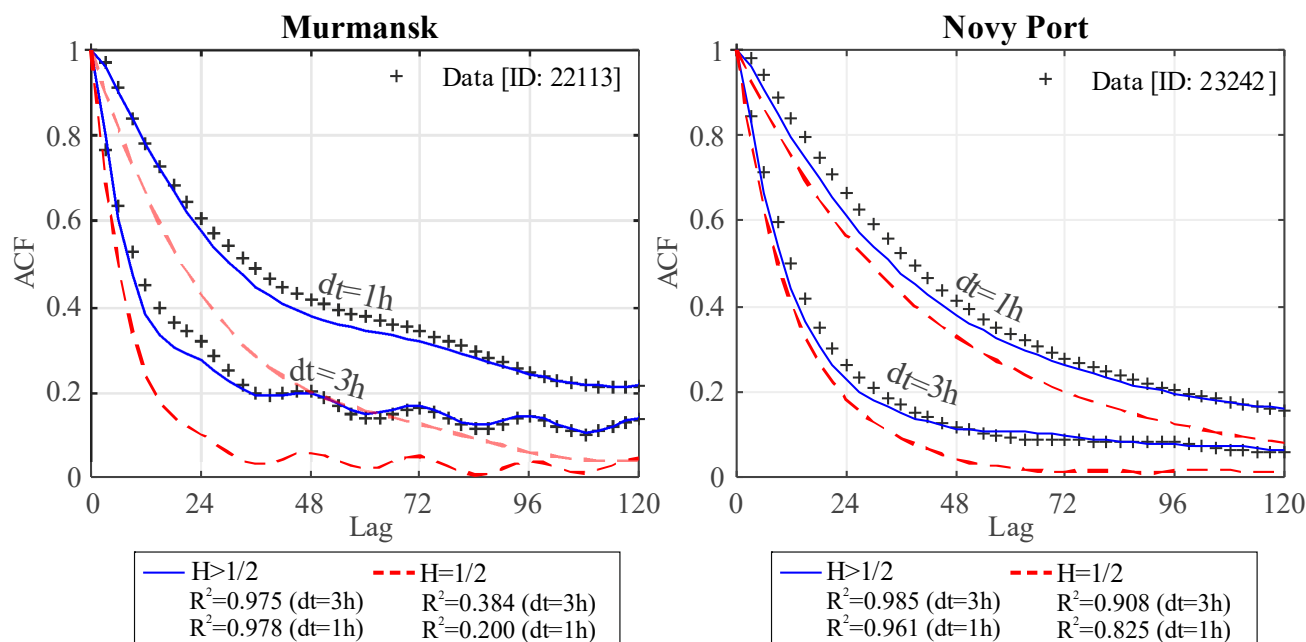 Murmansk
1
0.8
0.6
0.4
0.2
0
ACF
+ Data [ID: 22113]
dt=1h
dt=3h
0 24 48 72 96 120
Lag
H>1/2 H=1/2
R²=0.975 (dt=3h) R²=0.384 (dt=3h)
R²=0.978 (dt=1h) R²=0.200 (dt=1h)
Novy Port
1
0.8
0.6
0.4
0.2
0
ACF
+ Data [ID: 23242]
dt=1h
dt=3h
0 24 48 72 96 120
Lag
H>1/2 H=1/2
R²=0.985 (dt=3h) R²=0.908 (dt=3h)
R²=0.961 (dt=1h) R²=0.825 (dt=1h)